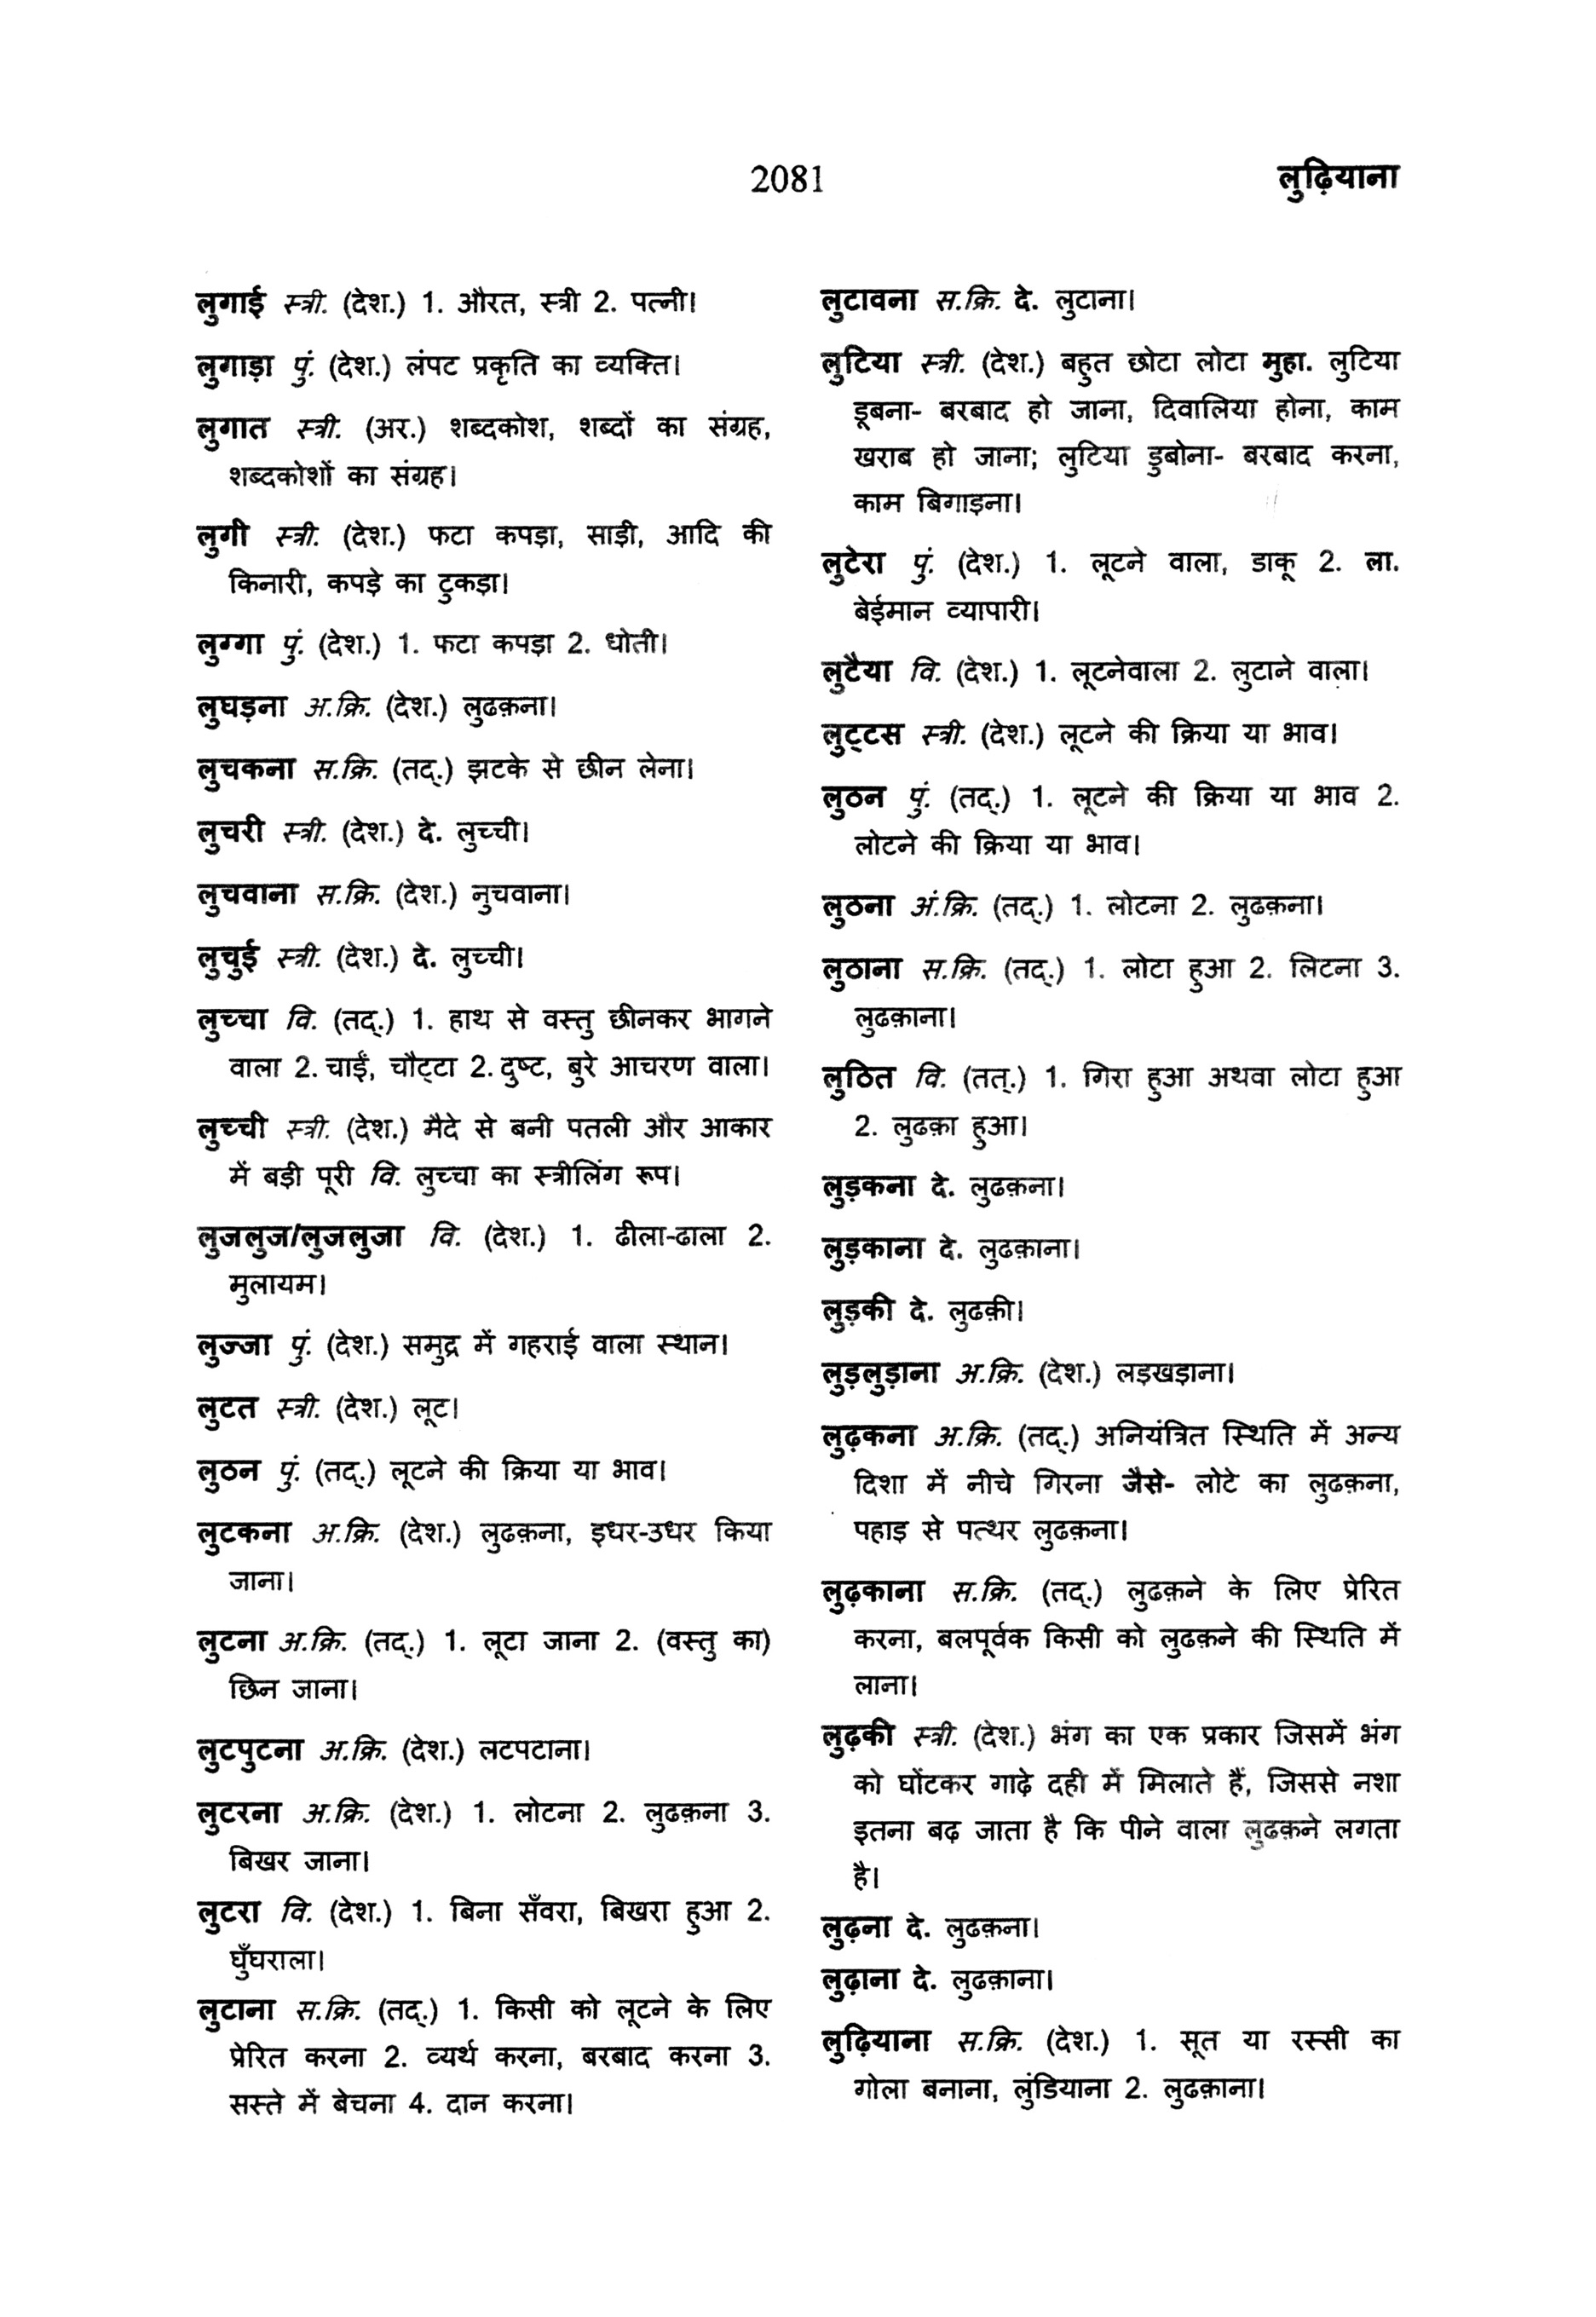 2081
लुढ़ियाना
लुगाई स्त्री. (देश.) 1. औरत, स्त्री 2. पत्नी।
लुगाड़ा पुं. (देश.) लंपट प्रकृति का व्यक्ति।
लुगात स्त्री. (अर.) शब्दकोश, शब्दों का संग्रह,
शब्दकोशों का संग्रह।
लुगी स्त्री. (देश.) फटा कपड़ा, साड़ी, आदि की
किनारी, कपड़े का टुकड़ा।
लुग्गा पुं. (देश.) 1. फटा कपड़ा 2. धोती।
लुघड़ना अ.क्रि. (देश.) लुढक़ना।
लुचकना स.क्रि. (तद्.) झटके से छीन लेना।
लुचरी स्त्री. (देश.) दे. लुच्ची।
लुचवाना स.क्रि. (देश.) नुचवाना।
लुचुई स्त्री. (देश.) दे. लुच्ची।
लुच्चा वि. (तद्.) 1. हाथ से वस्तु छीनकर भागने
वाला 2. चाईं, चौट्टा 2. दुष्ट, बुरे आचरण वाला।
लुच्ची स्त्री. (देश.) मैदे से बनी पतली और आकार
में बड़ी पूरी वि. लुच्चा का स्त्रीलिंग रूप।
लुजलुज/लुजलुजा वि. (देश.) 1. ढीला-ढाला 2.
मुलायम।
लुज्जा पुं. (देश.) समुद्र में गहराई वाला स्थान।
लुटत स्त्री. (देश.) लूट।
लुठन पुं. (तद्.) लूटने की क्रिया या भाव।
लुटकना अ.क्रि. (देश.) लुढक़ना, इधर-उधर किया
जाना।
लुटना अ.क्रि. (तद्.) 1. लूटा जाना 2. (वस्तु का)
छिन जाना।
लुटपुटना अ.क्रि. (देश.) लटपटाना।
लुटरना अ.क्रि. (देश.) 1. लोटना 2. लुढक़ना 3.
बिखर जाना।
लुटरा वि. (देश.) 1. बिना सँवरा, बिखरा हुआ 2.
घुँघराला।
लुटाना स.क्रि. (तद्.) 1. किसी को लूटने के लिए
प्रेरित करना 2. व्यर्थ करना, बरबाद करना 3.
सस्ते में बेचना 4. दान करना।
लुटावना स.क्रि. दे. लुटाना।
लुटिया स्त्री. (देश.) बहुत छोटा लोटा मुहा. लुटिया
डूबना- बरबाद हो जाना, दिवालिया होना, काम
खराब हो जाना; लुटिया डुबोना- बरबाद करना,
काम बिगाड़ना।
लुटेरा पुं. (देश.) 1. लूटने वाला, डाकू 2. ला.
बेईमान व्यापारी।
लुटैया वि. (देश.) 1. लूटनेवाला 2. लुटाने वाला।
लुट्टस स्त्री. (देश.) लूटने की क्रिया या भाव।
लुठन पुं. (तद्.) 1. लूटने की क्रिया या भाव 2.
लोटने की क्रिया या भाव।
लुठना अं.क्रि. (तद्.) 1. लोटना 2. लुढक़ना।
लुठाना स.क्रि. (तद्.) 1. लोटा हुआ 2. लिटना 3.
लुढक़ाना।
लुठित वि. (तत्.) 1. गिरा हुआ अथवा लोटा हुआ
2. लुढक़ा हुआ।
लुड़कना दे. लुढक़ना।
लुड़काना दे. लुढक़ाना।
लुड़की दे. लुढक़ी।
लुड़लुड़ाना अ.क्रि. (देश.) लड़खड़ाना।
लुढ़कना अ.क्रि. (तद्.) अनियंत्रित स्थिति में अन्य
दिशा में नीचे गिरना जैसे- लोटे का लुढक़ना,
पहाड़ से पत्थर लुढक़ना।
लुढ़काना स.क्रि. (तद्.) लुढक़ने के लिए प्रेरित
करना, बलपूर्वक किसी को लुढक़ने की स्थिति में
लाना।
लुढ़की स्त्री. (देश.) भंग का एक प्रकार जिसमें भंग
को घोंटकर गाढ़े दही में मिलाते हैं, जिससे नशा
इतना बढ़ जाता है कि पीने वाला लुढक़ने लगता
है।
लुढ़ना दे. लुढक़ना।
लुढ़ाना दे. लुढक़ाना।
लुढ़ियाना स.क्रि. (देश.) 1. सूत या रस्सी का
गोला बनाना, लुंडियाना 2. लुढक़ाना।